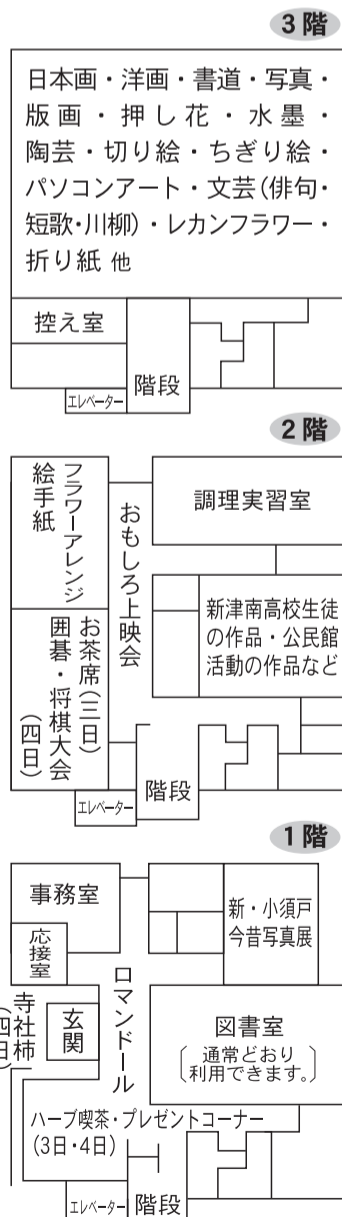 3階
日本画・洋画・書道・写真・
版画・押し花・水墨・
陶芸・切り絵・ちぎり絵・
パソコンアート・文芸(俳句・
短歌・川柳)・レカンフラワー・
折り紙 他
控え室
階段
エレベーター
2階
フラワーアレンジ
絵手紙
おもしろ上映会
調理実習室
お茶席(三日)
囲碁・将棋大会
(四日)
新津南高校生徒
の作品・公民館
活動の作品など
階段
エレベーター
1階
事務室
応接室
新・小須戸
今昔写真展
ロマンドール
寺社柿
(四日)
玄関
図書室
〔通常どおり
利用できます。〕
ハーブ喫茶・プレゼントコーナー
(3日・4日)
エレベーター
階段